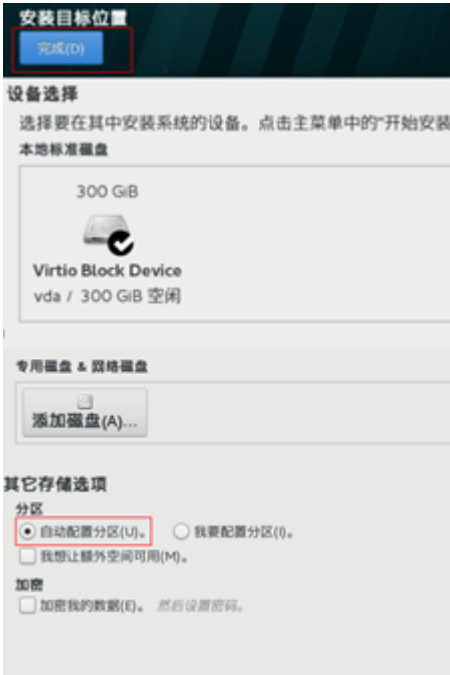 安装目标位置
完成(D)
设备选择
选择要在其中安装系统的设备。点击主菜单中的"开始安装
本地标准磁盘
300 GiB
Virtio Block Device
vda / 300 GiB 空闲
专用磁盘 & 网络磁盘
添加磁盘(A)...
其它存储选项
分区
自动配置分区(U)。 我要配置分区(I)。
我想让额外空间可用(M)。
加密
加密我的数据(E)。 然后设置密码。